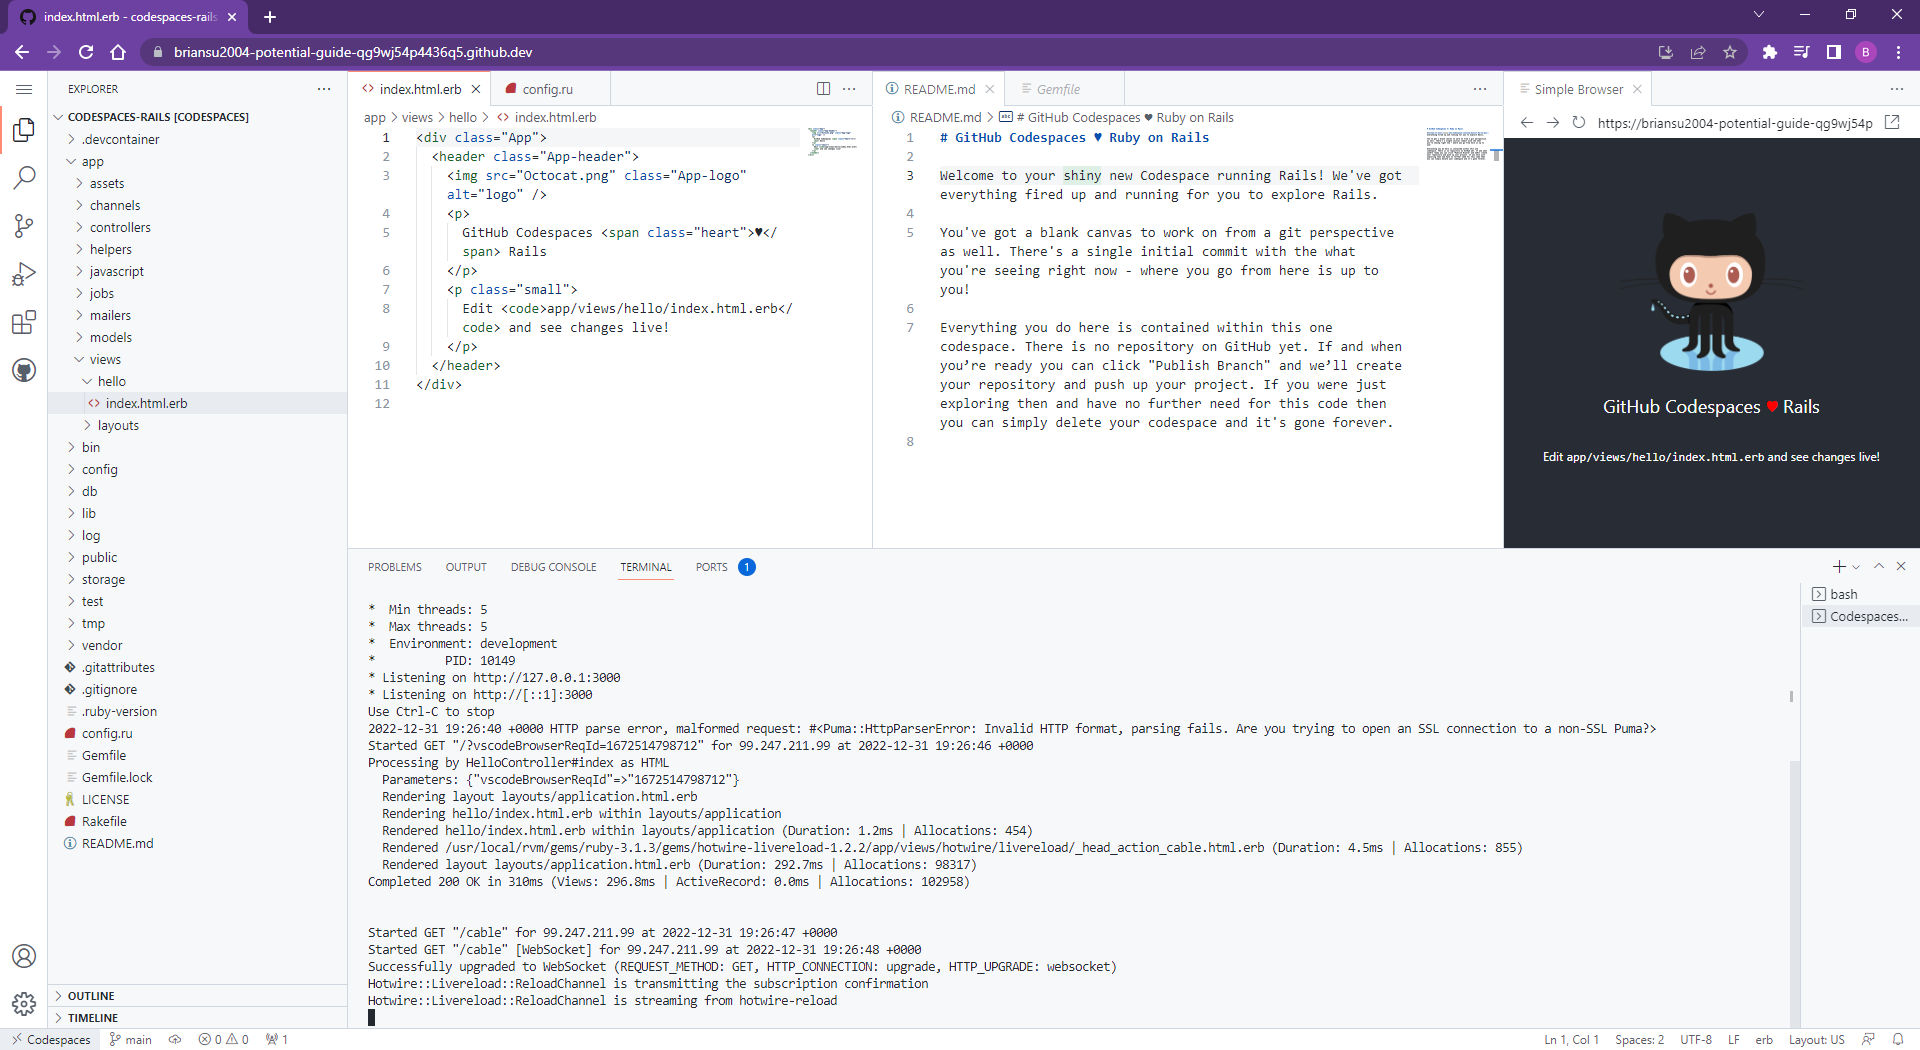 index.html.erb - codespaces-rails
briansu2004-potential-guide-qg9wj54p4436q5.github.dev
B
EXPLORER
CODESPACES-RAILS [CODESPACES]
.devcontainer
app
assets
channels
controllers
helpers
javascript
jobs
mailers
models
views
hello
index.html.erb
layouts
bin
config
db
lib
log
public
storage
test
tmp
vendor
.gitattributes
.gitignore
.ruby-version
config.ru
Gemfile
Gemfile.lock
LICENSE
Rakefile
README.md
OUTLINE
TIMELINE
index.html.erb
config.ru
app > views > hello > <> index.html.erb
1 <div class="App">
2 <header class="App-header">
3 <img src="Octocat.png" class="App-logo"
alt="logo" />
4 <p>
5 GitHub Codespaces <span class="heart">♥</
span> Rails
6 </p>
7 <p class="small">
8 Edit <code>app/views/hello/index.html.erb</
code> and see changes live!
9 </p>
10 </header>
11 </div>
12
README.md
Gemfile
README.md > # GitHub Codespaces ♥ Ruby on Rails
1 # GitHub Codespaces ♥ Ruby on Rails
2
3 Welcome to your shiny new Codespace running Rails! We've got
everything fired up and running for you to explore Rails.
4
5 You've got a blank canvas to work on from a git perspective
as well. There's a single initial commit with the what
you're seeing right now - where you go from here is up to
you!
6
7 Everything you do here is contained within this one
codespace. There is no repository on GitHub yet. If and when
you’re ready you can click "Publish Branch" and we’ll create
your repository and push up your project. If you were just
exploring then and have no further need for this code then
you can simply delete your codespace and it's gone forever.
8
Simple Browser
https://briansu2004-potential-guide-qg9wj54p
GitHub Codespaces ♥ Rails
Edit app/views/hello/index.html.erb and see changes live!
PROBLEMS OUTPUT DEBUG CONSOLE TERMINAL PORTS 1
* Min threads: 5
* Max threads: 5
* Environment: development
* PID: 10149
* Listening on http://127.0.0.1:3000
* Listening on http://[::1]:3000
Use Ctrl-C to stop
2022-12-31 19:26:40 +0000 HTTP parse error, malformed request: #<Puma::HttpParserError: Invalid HTTP format, parsing fails. Are you trying to open an SSL connection to a non-SSL Puma?>
Started GET "/?vscodeBrowserReqId=1672514798712" for 99.247.211.99 at 2022-12-31 19:26:46 +0000
Processing by HelloController#index as HTML
Parameters: {"vscodeBrowserReqId"=>"1672514798712"}
Rendering layout layouts/application.html.erb
Rendering hello/index.html.erb within layouts/application
Rendered hello/index.html.erb within layouts/application (Duration: 1.2ms | Allocations: 454)
Rendered /usr/local/rvm/gems/ruby-3.1.3/gems/hotwire-livereload-1.2.2/app/views/hotwire/livereload/_head_action_cable.html.erb (Duration: 4.5ms | Allocations: 855)
Rendered layout layouts/application.html.erb (Duration: 292.7ms | Allocations: 98317)
Completed 200 OK in 310ms (Views: 296.8ms | ActiveRecord: 0.0ms | Allocations: 102958)
Started GET "/cable" for 99.247.211.99 at 2022-12-31 19:26:47 +0000
Started GET "/cable" [WebSocket] for 99.247.211.99 at 2022-12-31 19:26:48 +0000
Successfully upgraded to WebSocket (REQUEST_METHOD: GET, HTTP_CONNECTION: upgrade, HTTP_UPGRADE: websocket)
Hotwire::Livereload::ReloadChannel is transmitting the subscription confirmation
Hotwire::Livereload::ReloadChannel is streaming from hotwire-reload
bash
Codespaces...
Codespaces main 0 0 1
Ln 1, Col 1 Spaces: 2 UTF-8 LF erb Layout: US